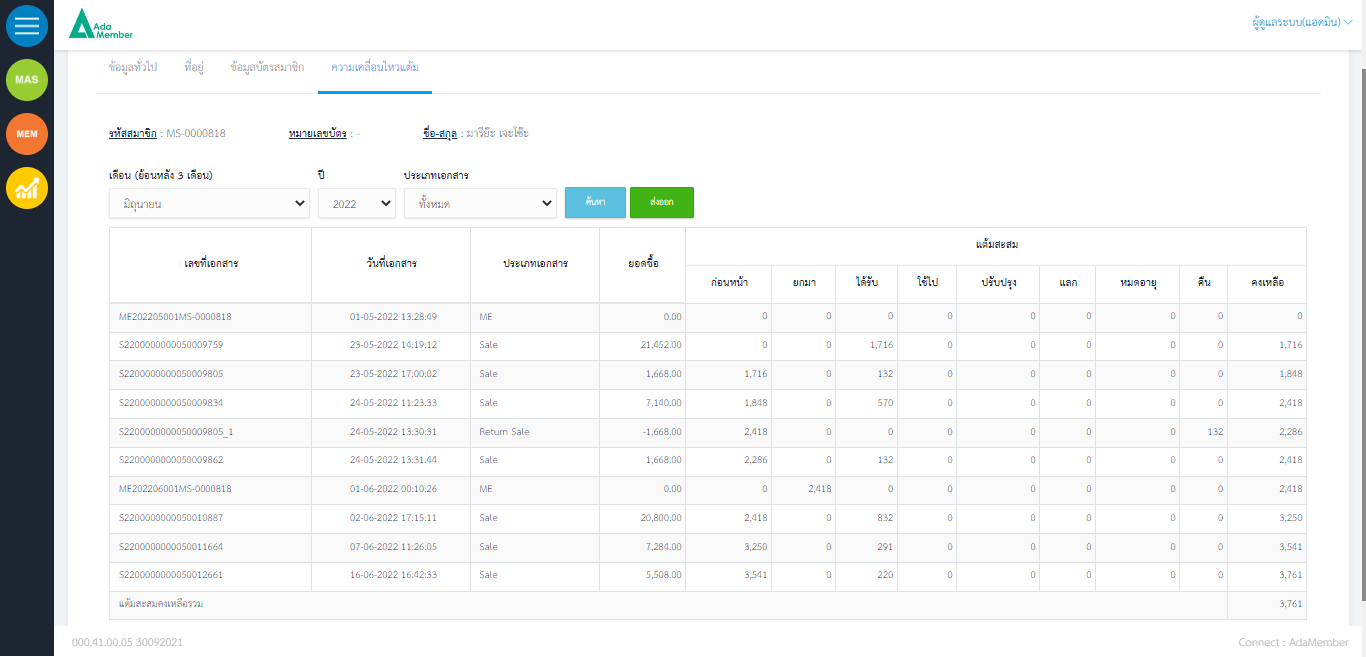 Ada
Member
ผู้ดูแลระบบ(แอดมิน)
MAS
MEM
ข้อมูลทั่วไป ที่อยู่ ข้อมูลบัตรสมาชิก ความเคลื่อนไหวแต้ม
รหัสสมาชิก : MS-0000818 หมายเลขบัตร : - ชื่อ-สกุล : มารีย๊ะ เจะโซ๊ะ
เดือน (ย้อนหลัง 3 เดือน) ปี ประเภทเอกสาร
มิถุนายน 2022 ทั้งหมด ค้นหา ส่งออก
เลขที่เอกสาร วันที่เอกสาร ประเภทเอกสาร ยอดซื้อ แต้มสะสม
ก่อนหน้า ยกมา ได้รับ ใช้ไป ปรับปรุง แลก หมดอายุ คืน คงเหลือ
ME202205001MS-0000818 01-05-2022 13:28:49 ME 0.00 0 0 0 0 0 0 0 0 0
S2200000000050009759 23-05-2022 14:19:12 Sale 21,452.00 0 0 1,716 0 0 0 0 0 1,716
S2200000000050009805 23-05-2022 17:00:02 Sale 1,668.00 1,716 0 132 0 0 0 0 0 1,848
S2200000000050009834 24-05-2022 11:23:33 Sale 7,140.00 1,848 0 570 0 0 0 0 0 2,418
S2200000000050009805_1 24-05-2022 13:30:31 Return Sale -1,668.00 2,418 0 0 0 0 0 0 132 2,286
S2200000000050009862 24-05-2022 13:31:44 Sale 1,668.00 2,286 0 132 0 0 0 0 0 2,418
ME202206001MS-0000818 01-06-2022 00:10:26 ME 0.00 0 2,418 0 0 0 0 0 0 2,418
S2200000000050010887 02-06-2022 17:15:11 Sale 20,800.00 2,418 0 832 0 0 0 0 0 3,250
S2200000000050011664 07-06-2022 11:26:05 Sale 7,284.00 3,250 0 291 0 0 0 0 0 3,541
S2200000000050012661 16-06-2022 16:42:33 Sale 5,508.00 3,541 0 220 0 0 0 0 0 3,761
แต้มสะสมคงเหลือรวม 3,761
000.41.00.05 30092021 Connect : AdaMember